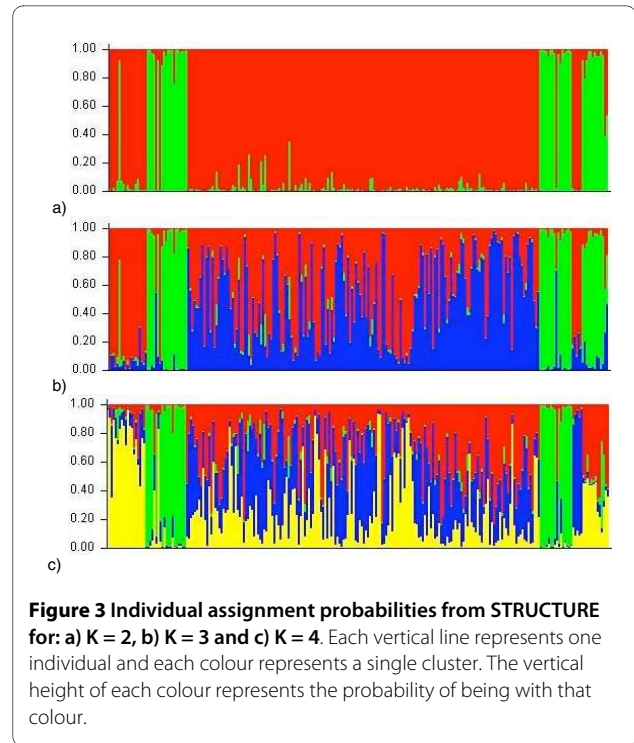 1.00
0.80
0.60
0.40
0.20
0.00
a)
1.00
0.80
0.60
0.40
0.20
0.00
b)
1.00
0.80
0.60
0.40
0.20
0.00
c)
Figure 3 Individual assignment probabilities from STRUCTURE
for: a) K = 2, b) K = 3 and c) K = 4. Each vertical line represents one
individual and each colour represents a single cluster. The vertical
height of each colour represents the probability of being with that
colour.